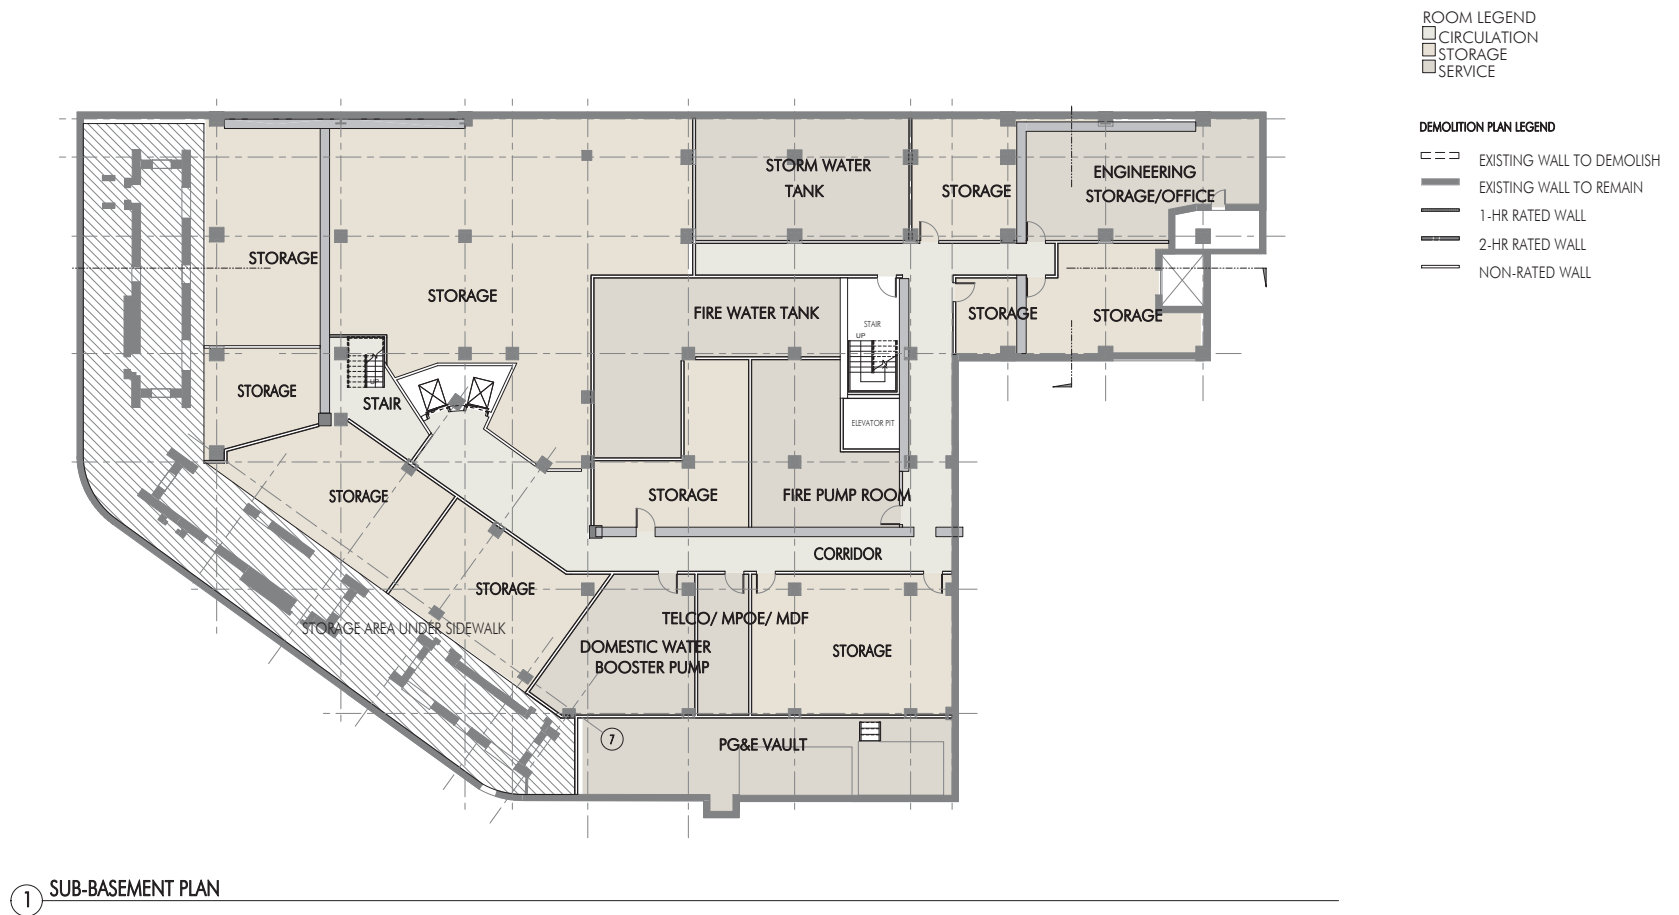 ROOM LEGEND
CIRCULATION
STORAGE
SERVICE
DEMOLITION PLAN LEGEND
EXISTING WALL TO DEMOLISH
EXISTING WALL TO REMAIN
1-HR RATED WALL
2-HR RATED WALL
NON-RATED WALL
STORM WATER
TANK
STORAGE
ENGINEERING
STORAGE/OFFICE
STORAGE
STORAGE
FIRE WATER TANK
STORAGE
STORAGE
STAIR
UP
UP
STORAGE
STAIR
ELEVATOR PIT
STORAGE
STORAGE
FIRE PUMP ROOM
CORRIDOR
STORAGE
TELCO/ MPOE/ MDF
STORAGE AREA UNDER SIDEWALK
DOMESTIC WATER
BOOSTER PUMP
STORAGE
7
PG&E VAULT
1
SUB-BASEMENT PLAN